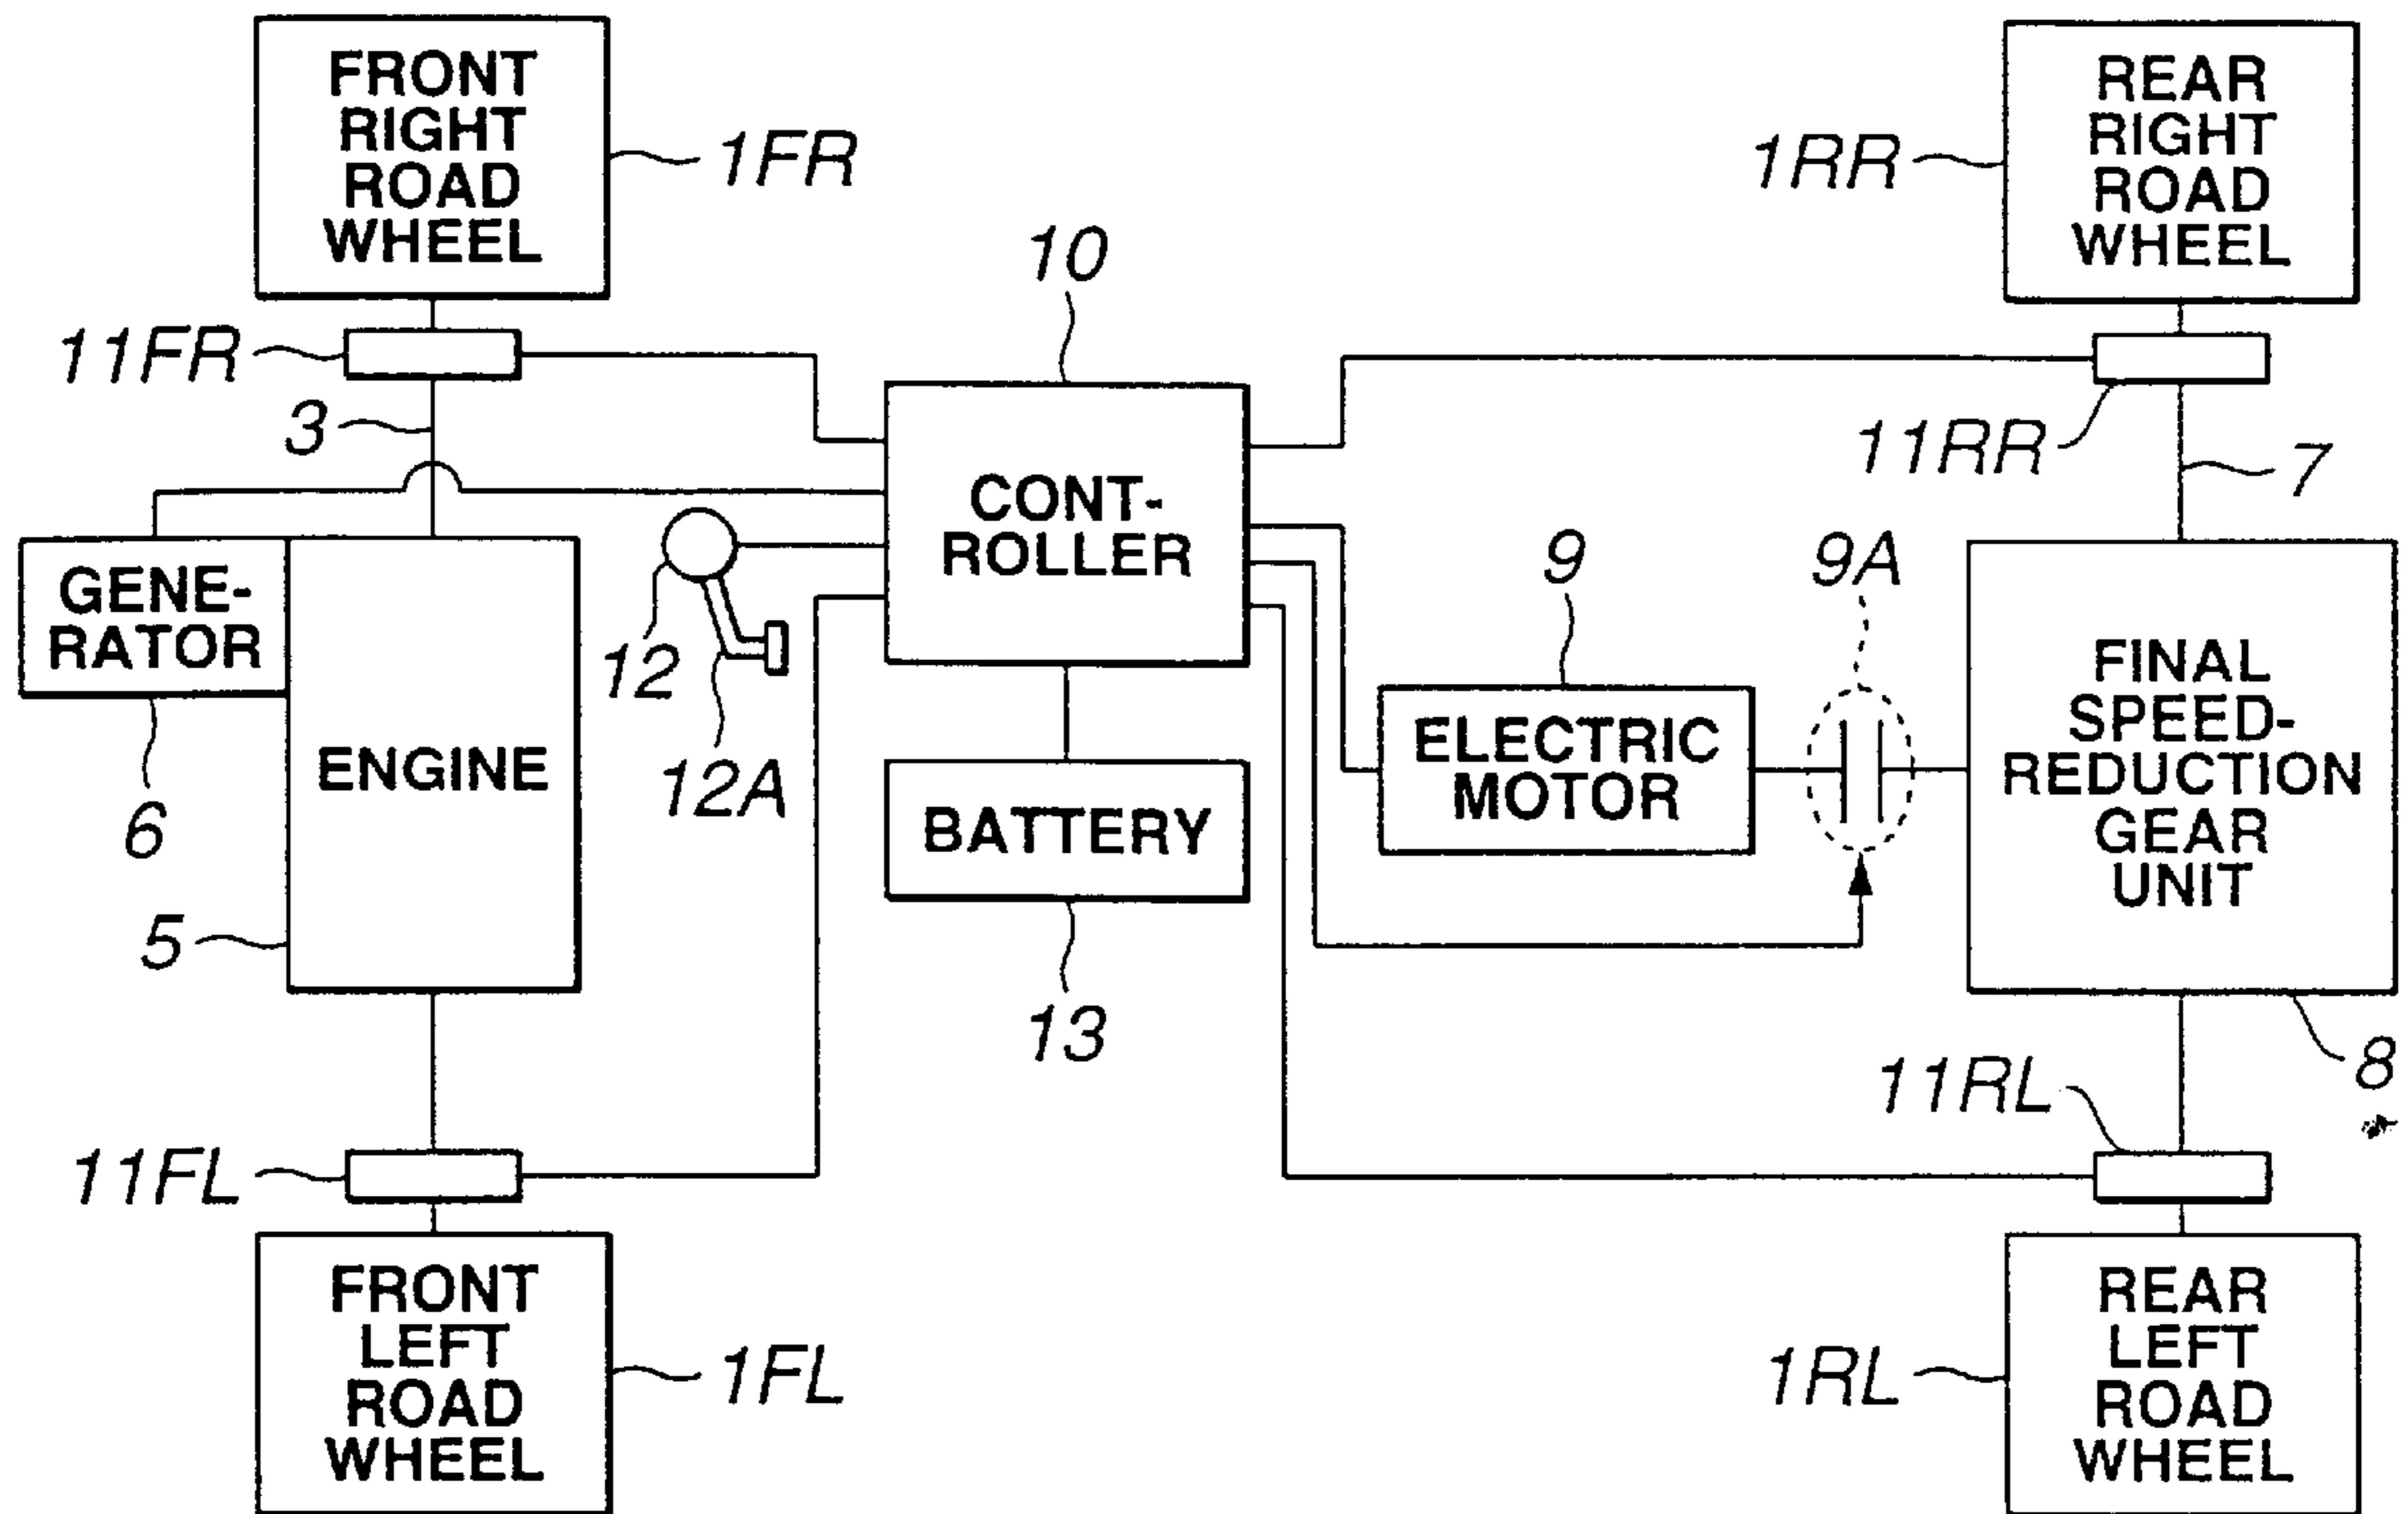 FRONT
RIGHT
ROAD
WHEEL
1FR
REAR
RIGHT
ROAD
WHEEL
1RR
10
11FR
3
11RR
7
CONT-
ROLLER
GENE-
RATOR
6
ENGINE
5
12
12A
BATTERY
13
9
ELECTRIC
MOTOR
9A
FINAL
SPEED-
REDUCTION
GEAR
UNIT
8
11FL
11RL
FRONT
LEFT
ROAD
WHEEL
1FL
REAR
LEFT
ROAD
WHEEL
1RL